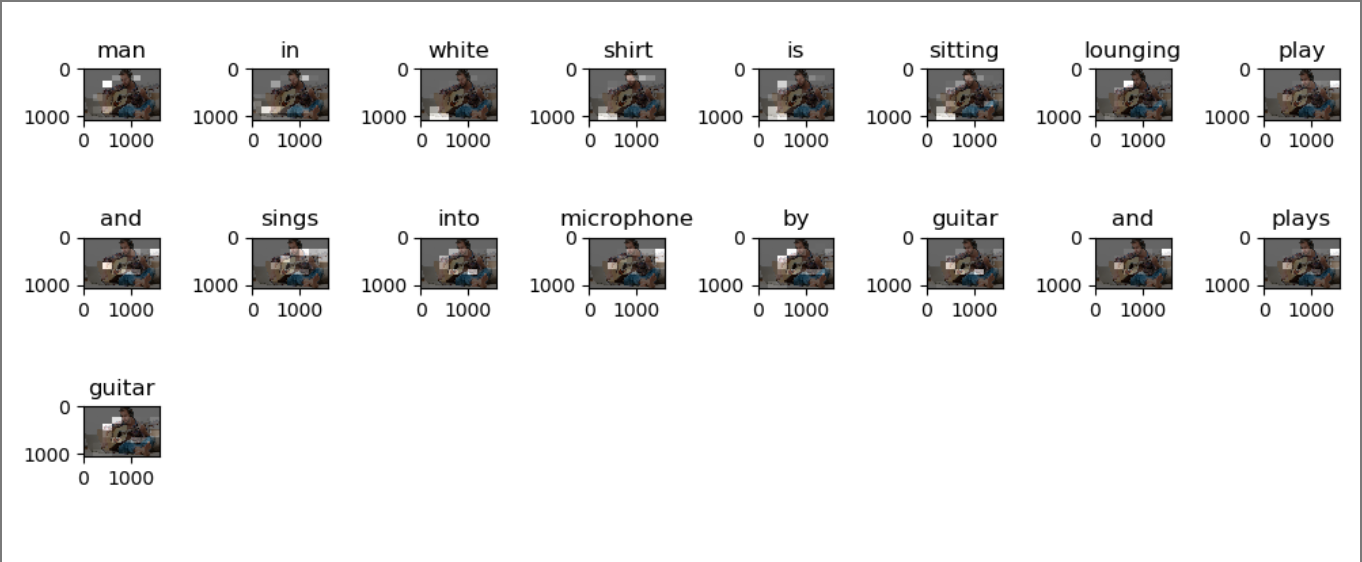 man in white shirt is sitting lounging play
0 0 0 0 0 0 0 0
1000 1000 1000 1000 1000 1000 1000 1000
0 1000 0 1000 0 1000 0 1000 0 1000 0 1000 0 1000 0 1000
and sings into microphone by guitar and plays
0 0 0 0 0 0 0 0
1000 1000 1000 1000 1000 1000 1000 1000
0 1000 0 1000 0 1000 0 1000 0 1000 0 1000 0 1000 0 1000
guitar
0
1000
0 1000